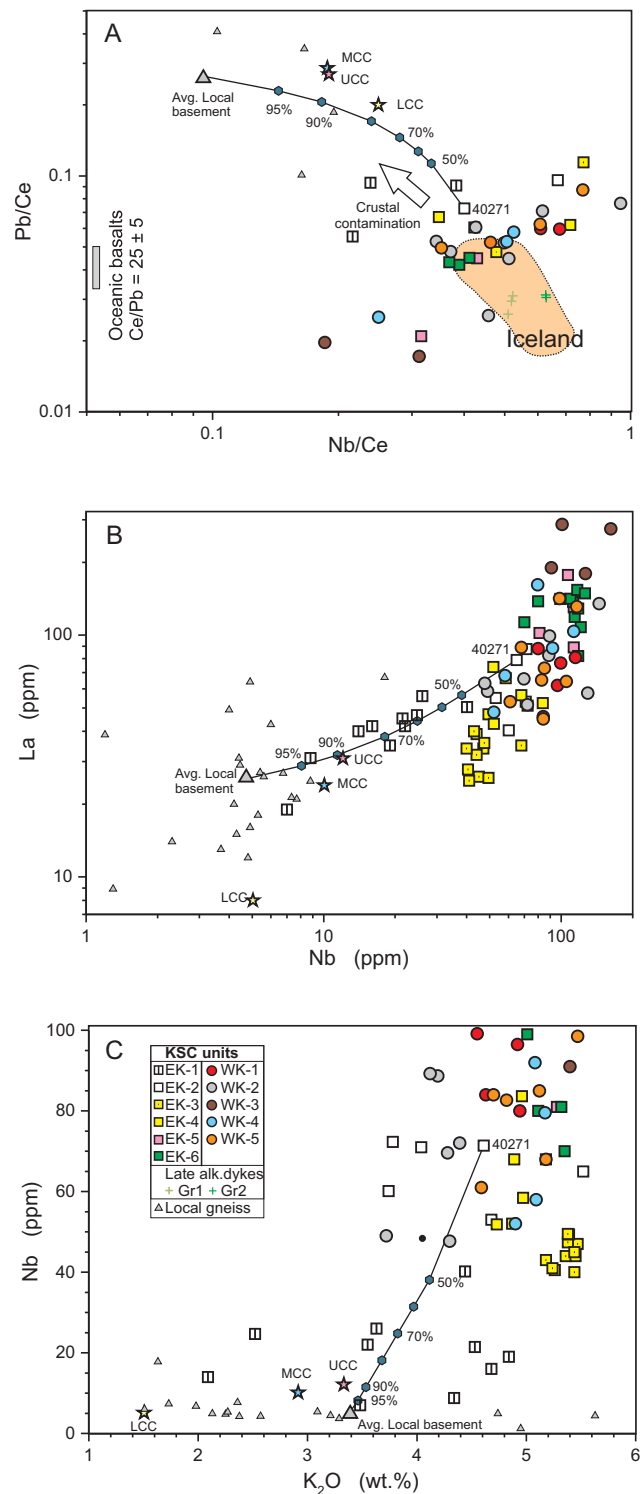 A
MCC
UCC
LCC
Avg. Local
basement
95%
90%
70%
50%
0.1
40271
Crustal
contamination
Pb/Ce
Oceanic basalts
Ce/Pb = 25 ± 5
Iceland
0.01
0.1
1
Nb/Ce
B
100
40271
50%
La (ppm)
95%
90%
70%
UCC
Avg. Local
basement
MCC
10
LCC
1
10
100
Nb (ppm)
C
100
KSC units
EK-1 WK-1
EK-2 WK-2
EK-3 WK-3
EK-4 WK-4
EK-5 WK-5
EK-6
Late alk.dykes
Gr1 Gr2
Local gneiss
80
40271
60
Nb (ppm)
40
50%
70%
20
MCC
UCC
90%
95%
LCC
Avg. Local basement
0
1
2
3
4
5
6
K2O (wt.%)